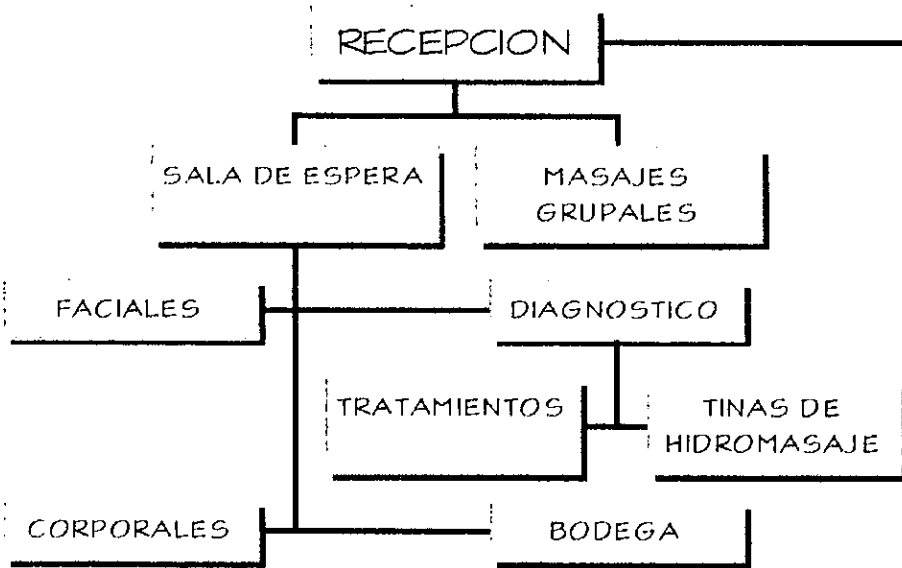 RECEPCION
SALA DE ESPERA
MASAJES
GRUPALES
FACIALES
DIAGNOSTICO
TRATAMIENTOS
TINAS DE
HIDROMASAJE
CORPORALES
BODEGA